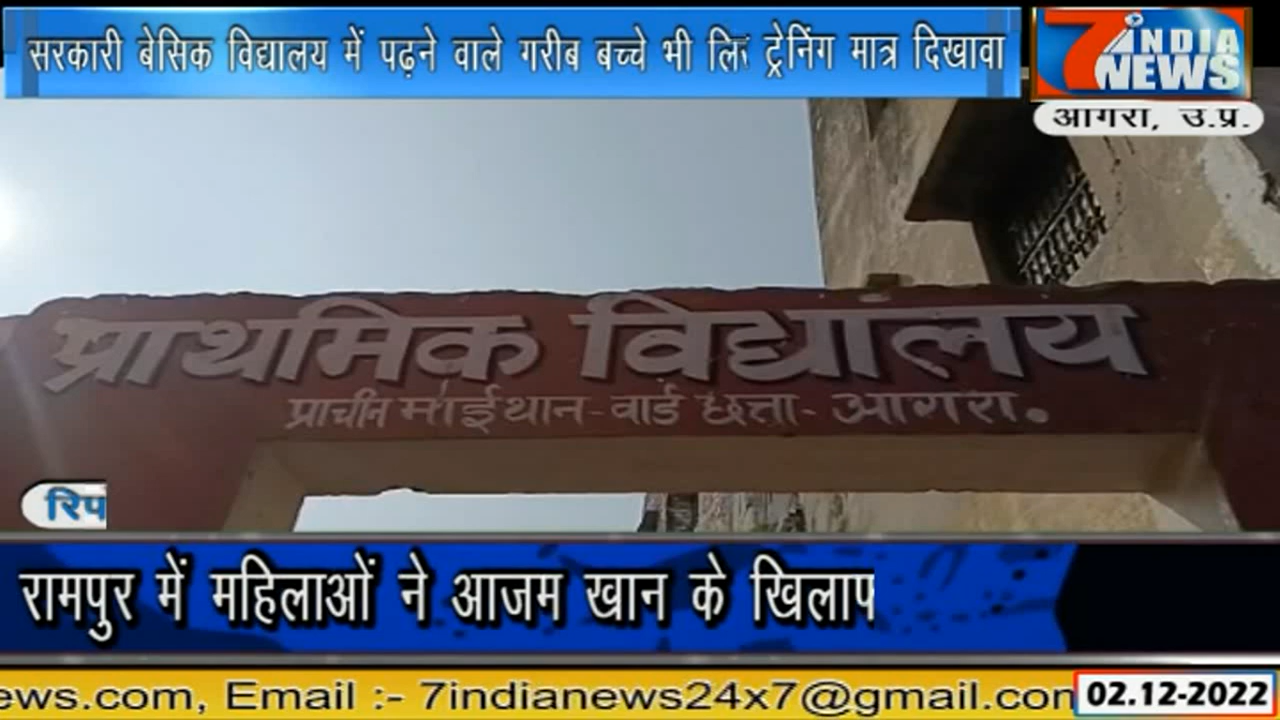 सरकारी बेसिक विद्यालय में पढ़ने वाले गरीब बच्चे भी ट्रेनिंग मात्र दिखावा
7 INDIA NEWS
आगरा, उ.प्र.
प्राथमिक विद्यालय
प्राचीन माईथान - वार्ड छत्ता - आगरा.
रिप
रामपुर में महिलाओं ने आजम खान के खिलाफ
ews.com, Email :- 7indianews24x7@gmail.com
02.12-2022